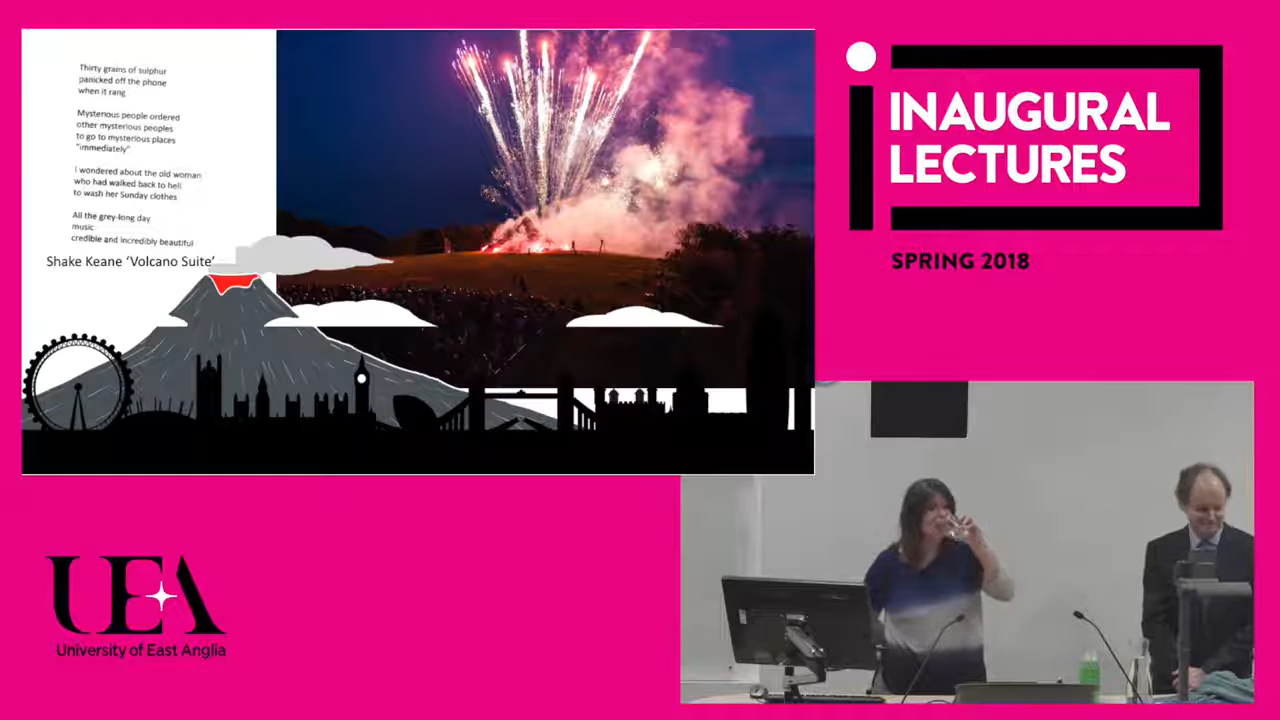 Thirty grains of sulphur
panicked off the phone
when it rang
Mysterious people ordered
other mysterious peoples
to go to mysterious places
"immediately"
I wondered about the old woman
who had walked back to hell
to wash her Sunday clothes
All the grey-long day
music
credible and incredibly beautiful
Shake Keane 'Volcano Suite'
INAUGURAL
LECTURES
SPRING 2018
UEA
University of East Anglia